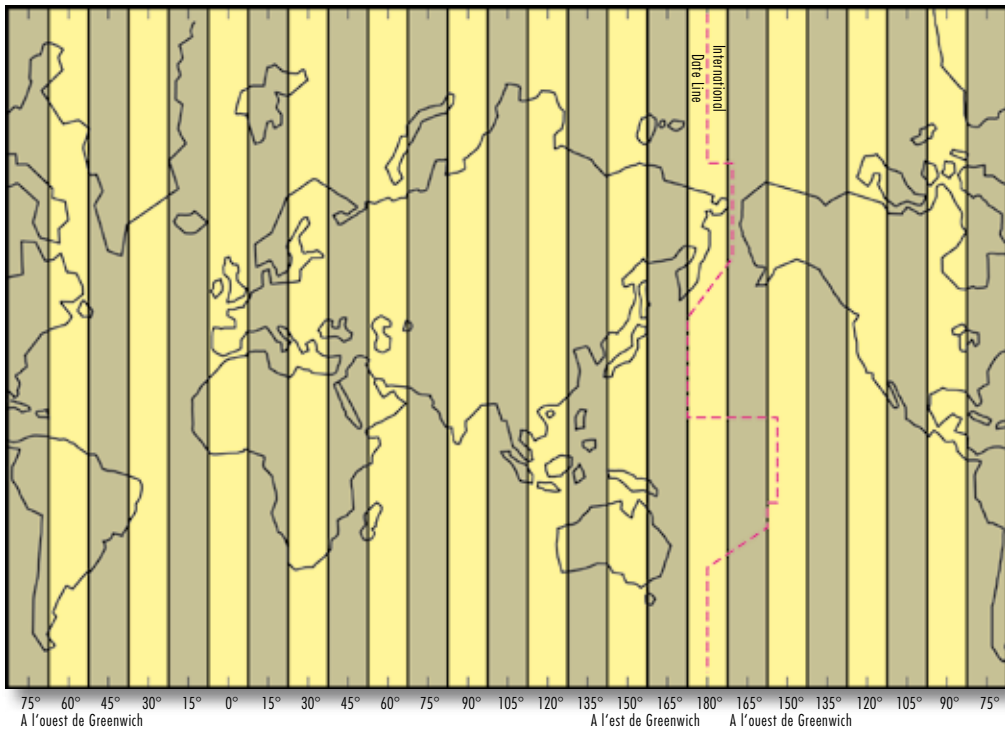 International
Date Line
75° 60° 45° 30° 15° 0° 15° 30° 45° 60° 75° 90° 105° 120° 135° 150° 165° 180° 165° 150° 135° 120° 105° 90° 75°
A l'ouest de Greenwich A l'est de Greenwich A l'ouest de Greenwich